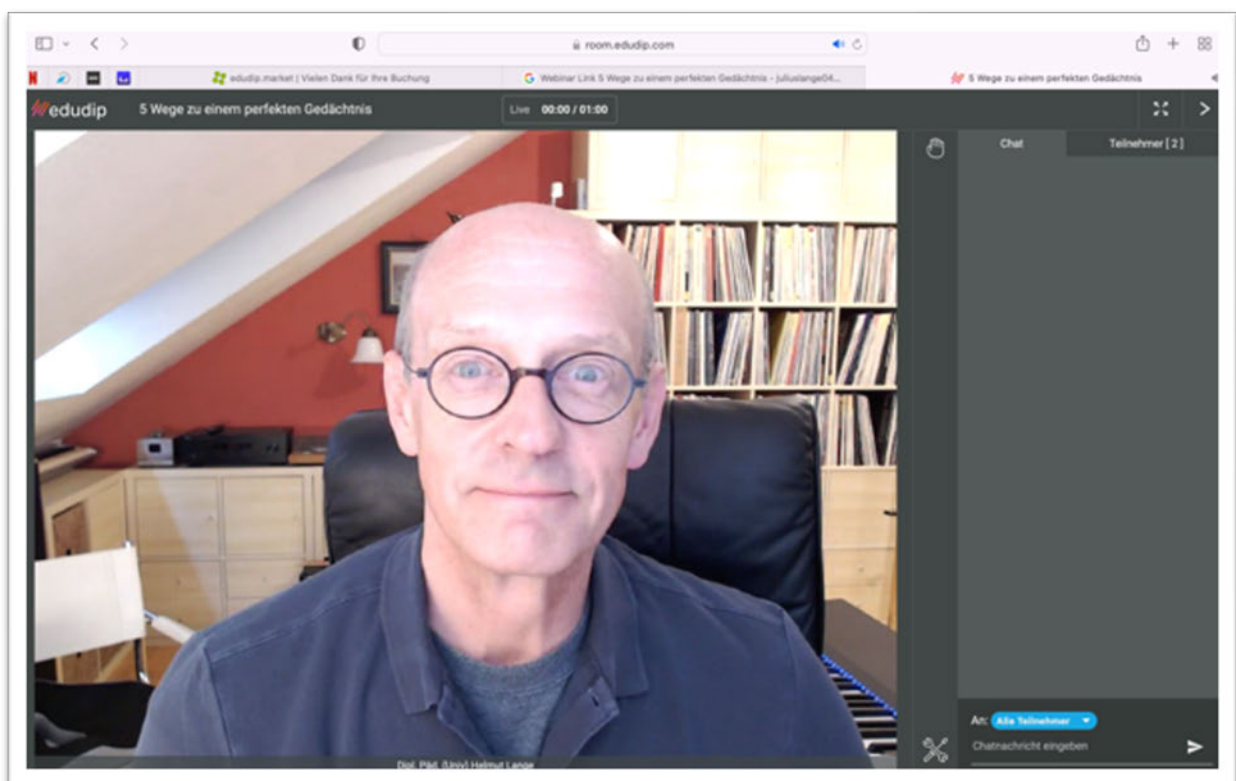 room.edudip.com
edudip.market | Vielen Dank für Ihre Buchung
Webinar Link 5 Wege zu einem perfekten Gedächtnis - juliuslange04...
5 Wege zu einem perfekten Gedächtnis
edudip
5 Wege zu einem perfekten Gedächtnis
Live 00:00 / 01:00
Chat
Teilnehmer [ 2 ]
An: Alle Teilnehmer
Chatnachricht eingeben
Dipl. Päd. (Univ) Helmut Lange